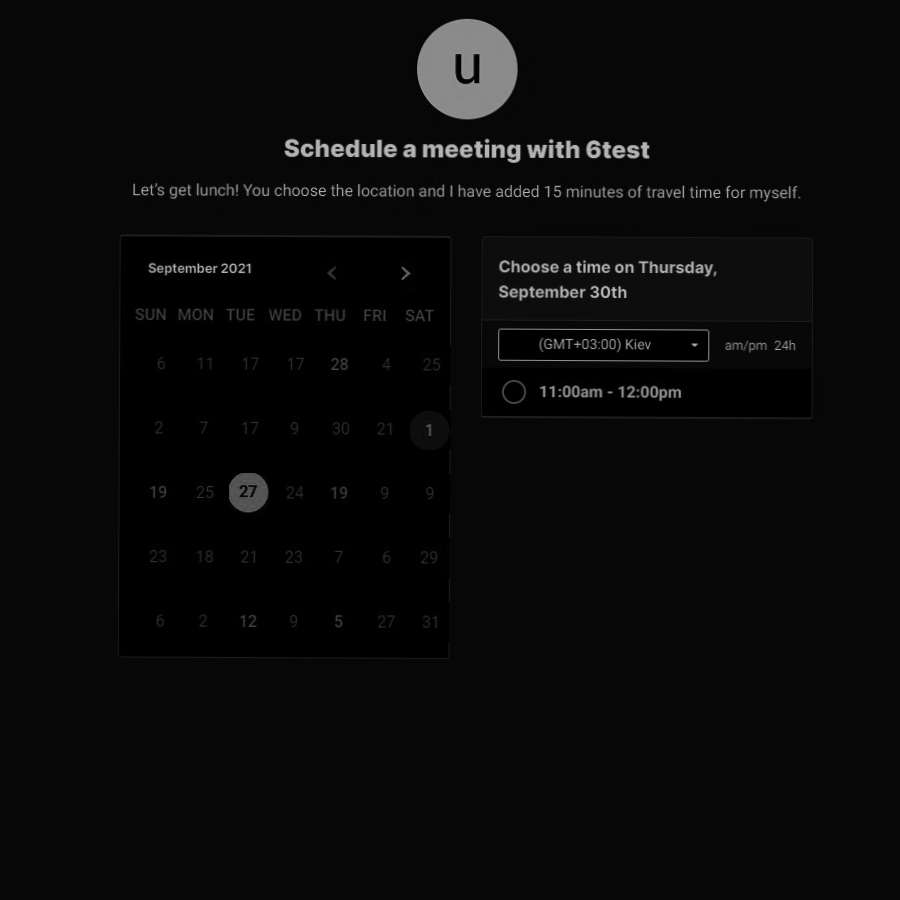 u
Schedule a meeting with 6test
Let's get lunch! You choose the location and I have added 15 minutes of travel time for myself.
September 2021
SUN MON TUE WED THU FRI SAT
6 11 17 17 28 4 25
2 7 17 9 30 21 1
19 25 27 24 19 9 9
23 18 21 23 7 6 29
6 2 12 9 5 27 31
Choose a time on Thursday,
September 30th
(GMT+03:00) Kiev am/pm 24h
11:00am - 12:00pm